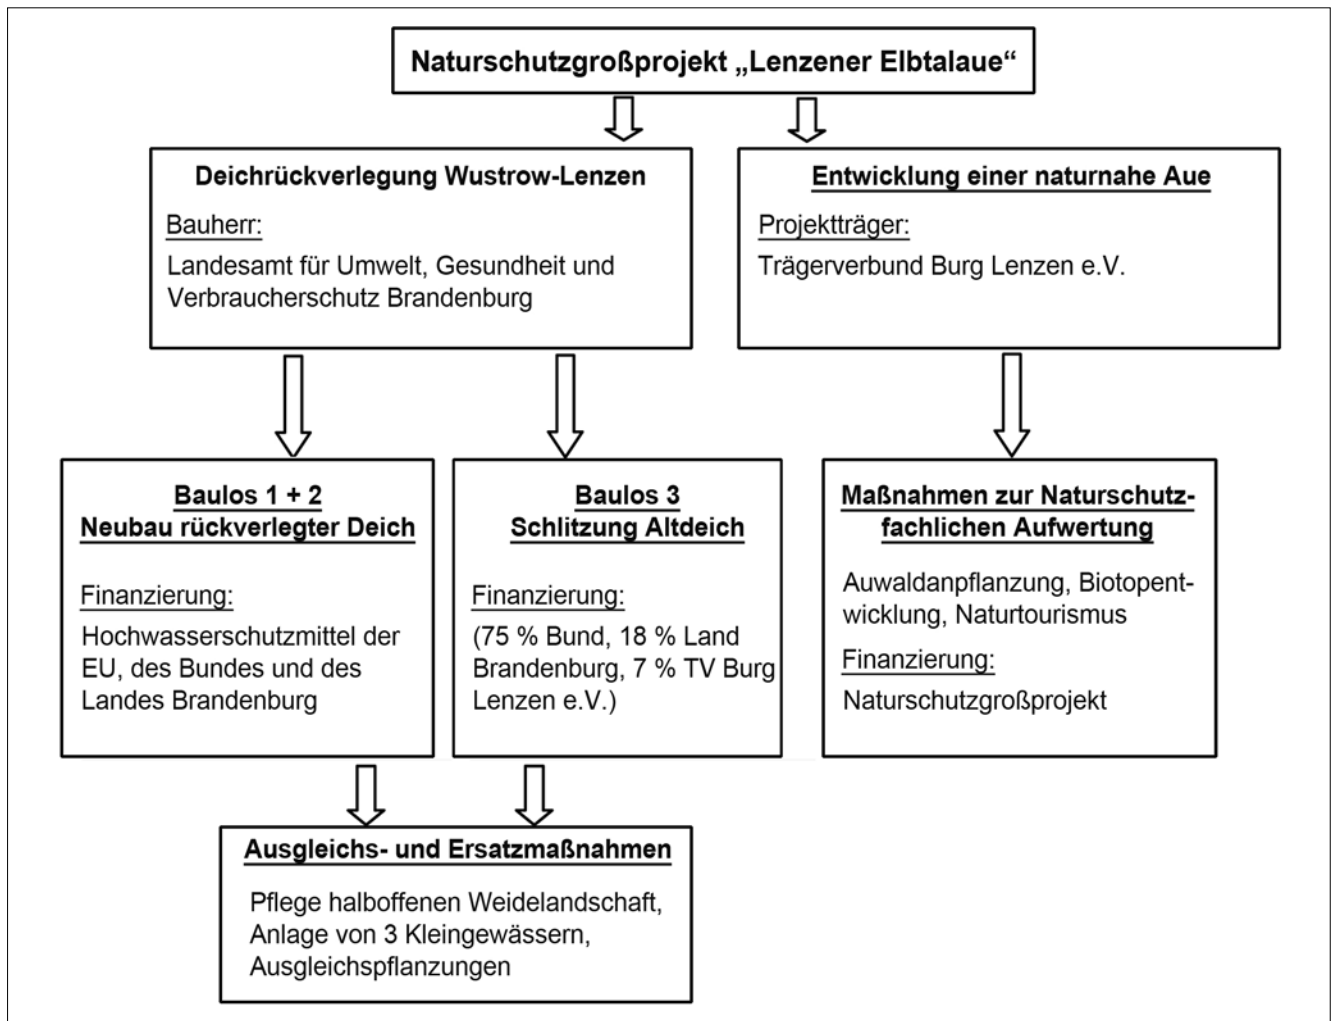 Naturschutzgroßprojekt „Lenzener Elbtalaue“
Deichrückverlegung Wustrow-Lenzen
Bauherr:
Landesamt für Umwelt, Gesundheit und
Verbraucherschutz Brandenburg
Entwicklung einer naturnahe Aue
Projektträger:
Trägerverbund Burg Lenzen e.V.
Baulos 1 + 2
Neubau rückverlegter Deich
Finanzierung:
Hochwasserschutzmittel der
EU, des Bundes und des
Landes Brandenburg
Baulos 3
Schlitzung Altdeich
Finanzierung:
(75 % Bund, 18 % Land
Brandenburg, 7 % TV Burg
Lenzen e.V.)
Maßnahmen zur Naturschutz-
fachlichen Aufwertung
Auwaldanpflanzung, Biotopent-
wicklung, Naturtourismus
Finanzierung:
Naturschutzgroßprojekt
Ausgleichs- und Ersatzmaßnahmen
Pflege halboffenen Weidelandschaft,
Anlage von 3 Kleingewässern,
Ausgleichspflanzungen